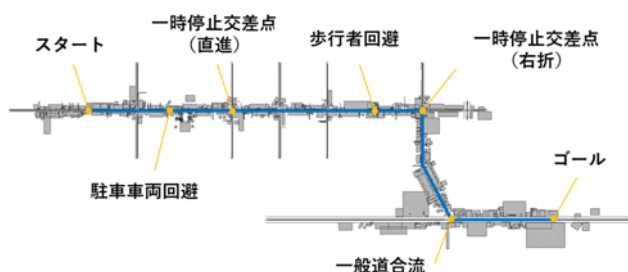 スタート
一時停止交差点
（直進）
歩行者回避
一時停止交差点
（右折）
駐車車両回避
ゴール
一般道合流